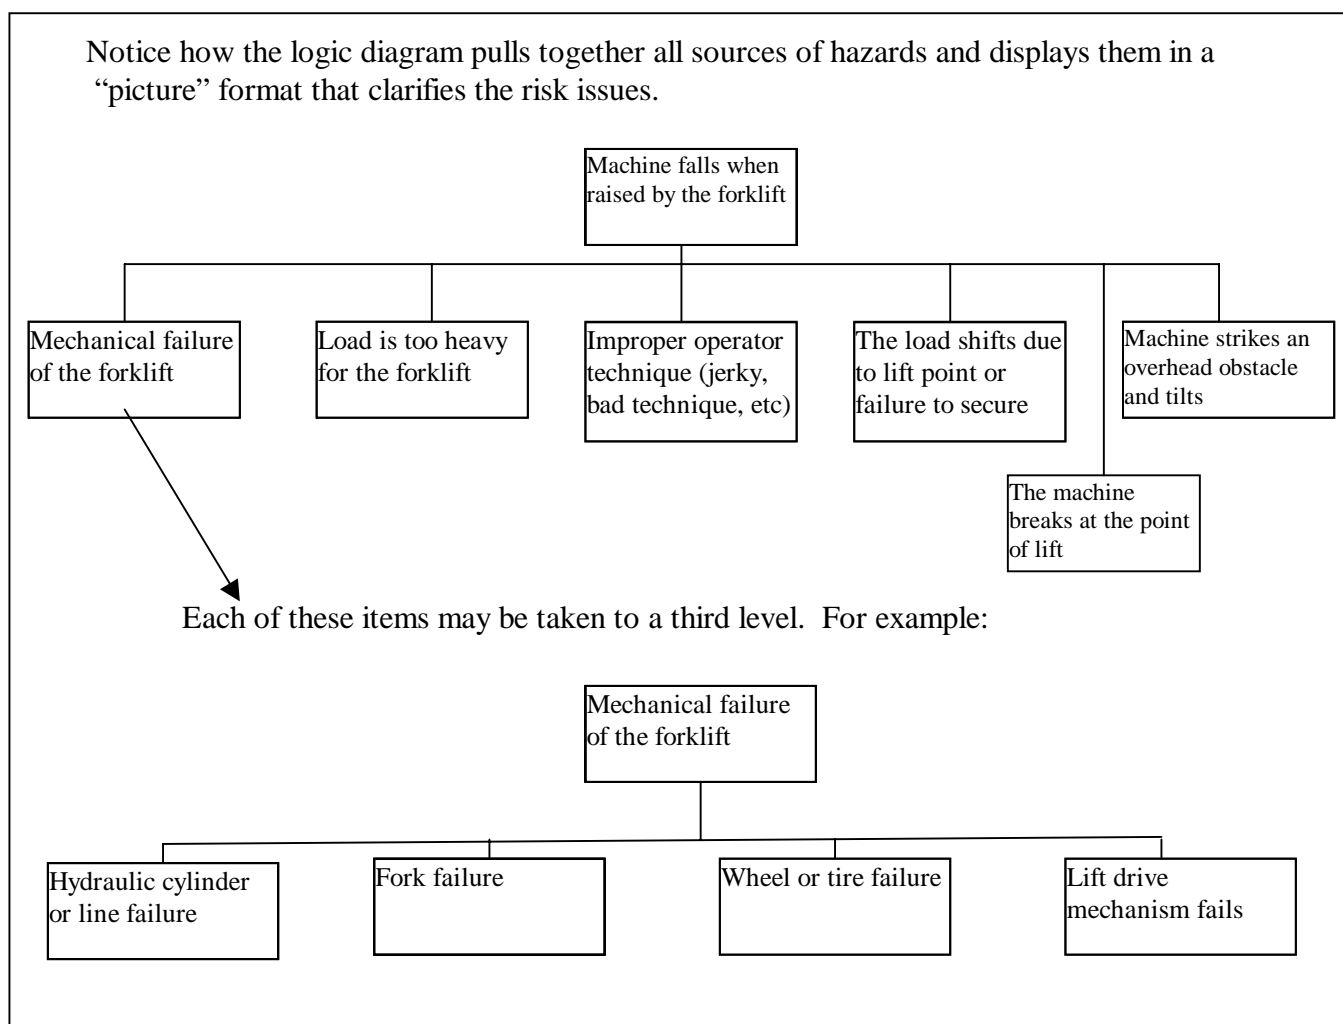 Notice how the logic diagram pulls together all sources of hazards and displays them in a
“picture” format that clarifies the risk issues.
Machine falls when
raised by the forklift
Mechanical failure
of the forklift
Load is too heavy
for the forklift
Improper operator
technique (jerky,
bad technique, etc)
The load shifts due
to lift point or
failure to secure
Machine strikes an
overhead obstacle
and tilts
The machine
breaks at the point
of lift
Each of these items may be taken to a third level.  For example:
Mechanical failure
of the forklift
Hydraulic cylinder
or line failure
Fork failure
Wheel or tire failure
Lift drive
mechanism fails